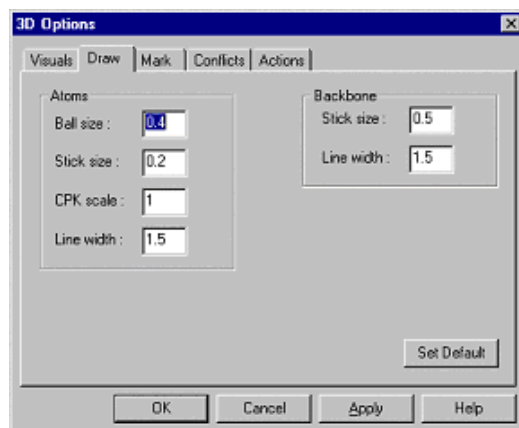 3D Options
Visuals Draw Mark Conflicts Actions
Atoms
Ball size : 0.4
Stick size : 0.2
CPK scale : 1
Line width : 1.5
Backbone
Stick size : 0.5
Line width : 1.5
Set Default
OK Cancel Apply Help